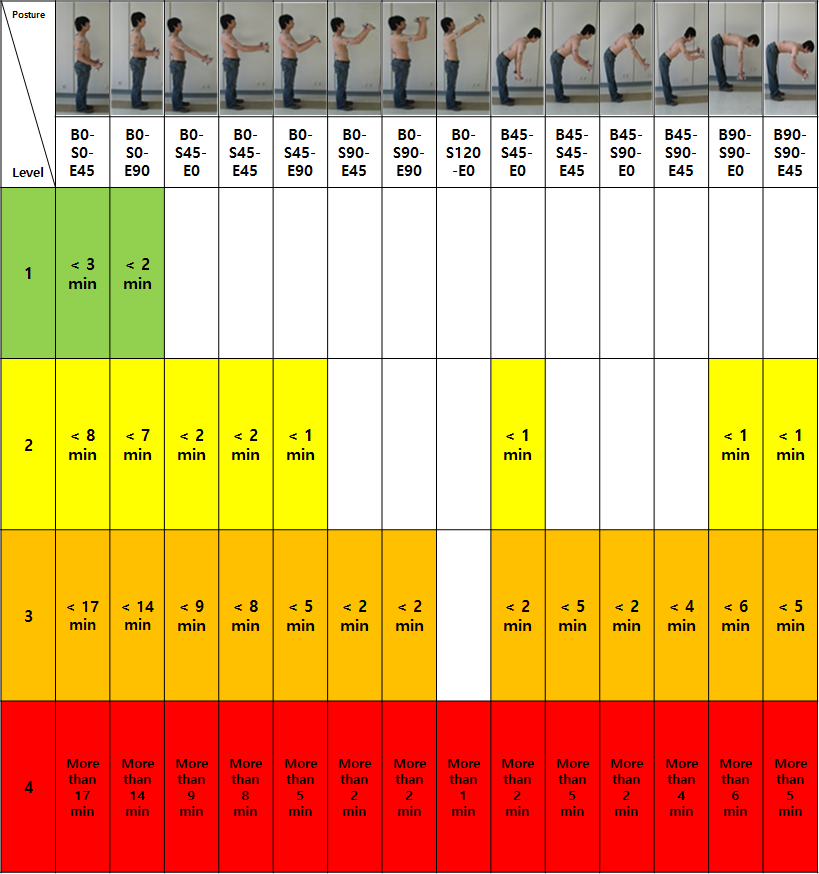 Posture
Level
B0-
S0-
E45
B0-
S0-
E90
B0-
S45-
E0
B0-
S45-
E45
B0-
S45-
E90
B0-
S90-
E45
B0-
S90-
E90
B0-
S120
-E0
B45-
S45-
E0
B45-
S45-
E45
B45-
S90-
E0
B45-
S90-
E45
B90-
S90-
E0
B90-
S90-
E45
1
< 3
min
< 2
min
2
< 8
min
< 7
min
< 2
min
< 2
min
< 1
min
< 1
min
< 1
min
< 1
min
3
< 17
min
< 14
min
< 9
min
< 8
min
< 5
min
< 2
min
< 2
min
< 2
min
< 5
min
< 2
min
< 4
min
< 6
min
< 5
min
4
More
than
17
min
More
than
14
min
More
than
9
min
More
than
8
min
More
than
5
min
More
than
2
min
More
than
2
min
More
than
1
min
More
than
2
min
More
than
5
min
More
than
2
min
More
than
4
min
More
than
6
min
More
than
5
min